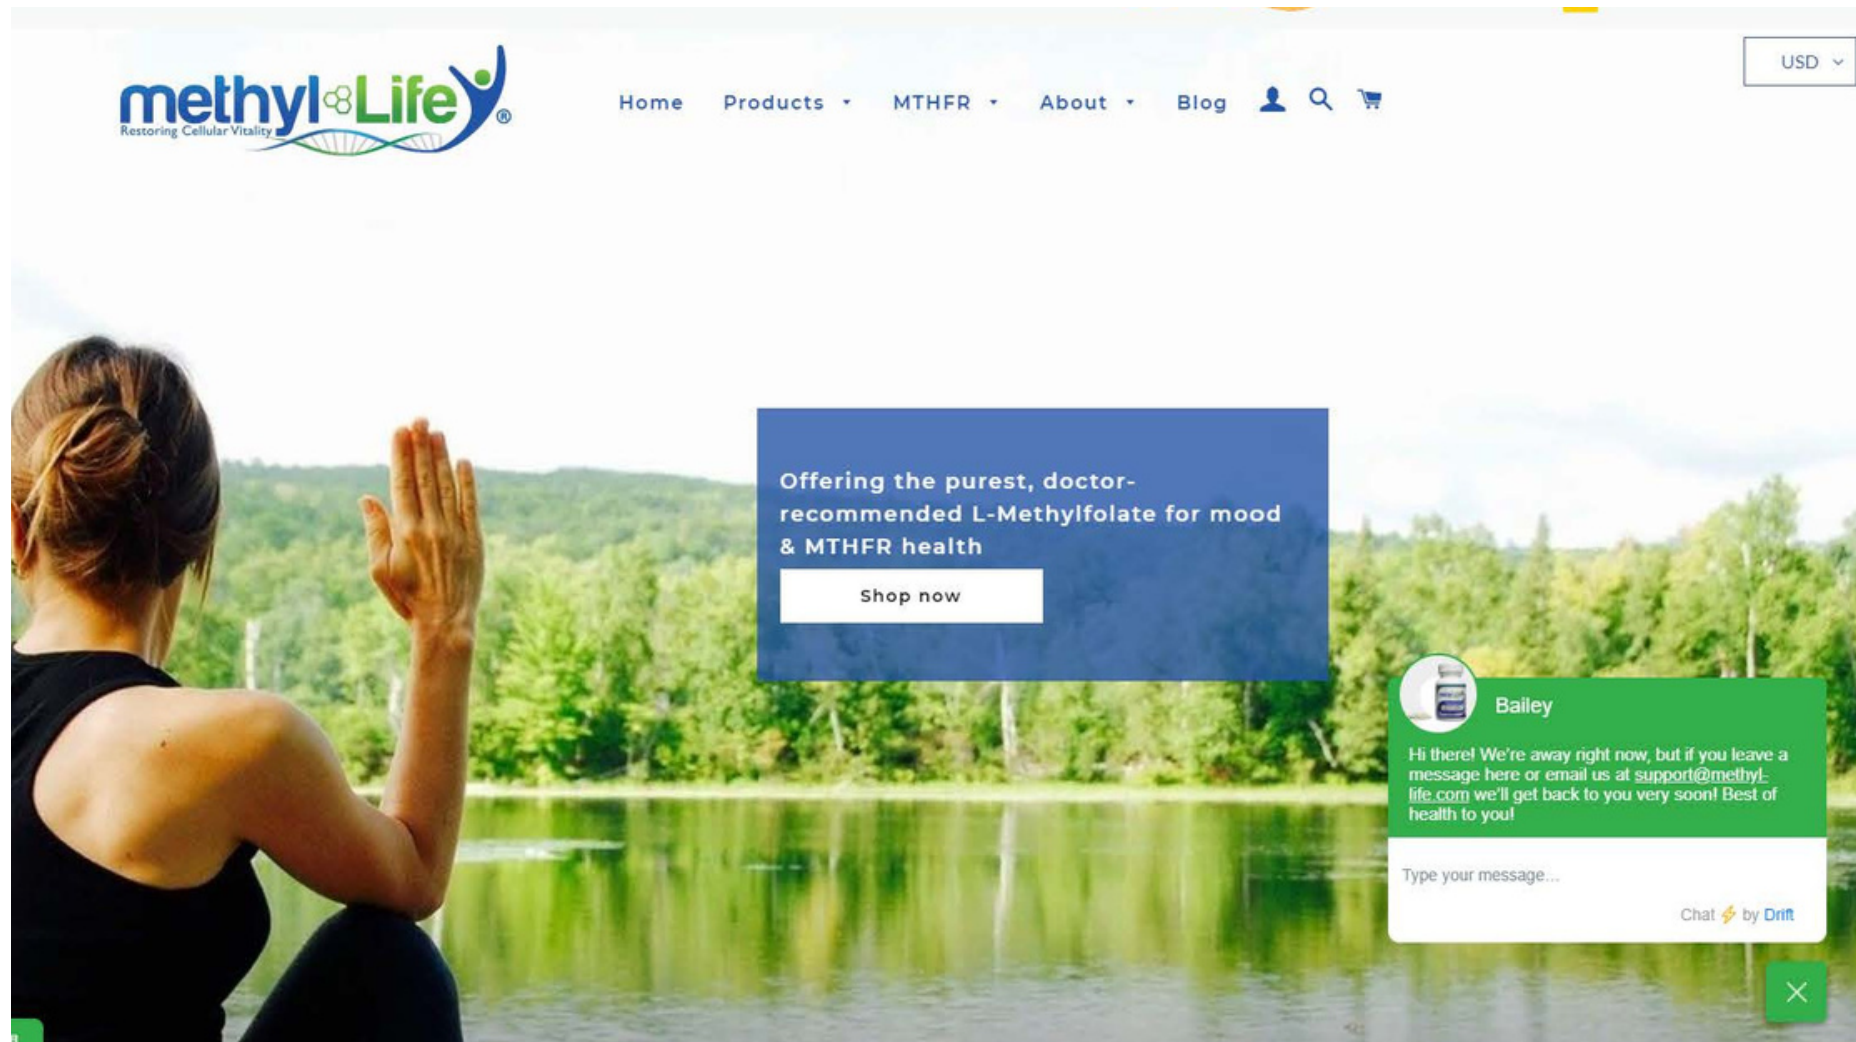 methyl Life®
Restoring Cellular Vitality
Home Products MTHFR About Blog
USD
Offering the purest, doctor-
recommended L-Methylfolate for mood
& MTHFR health
Shop now
Bailey
Hi there! We're away right now, but if you leave a
message here or email us at support@methyl-
life.com we'll get back to you very soon! Best of
health to you!
Type your message...
Chat ⚡ by Drift